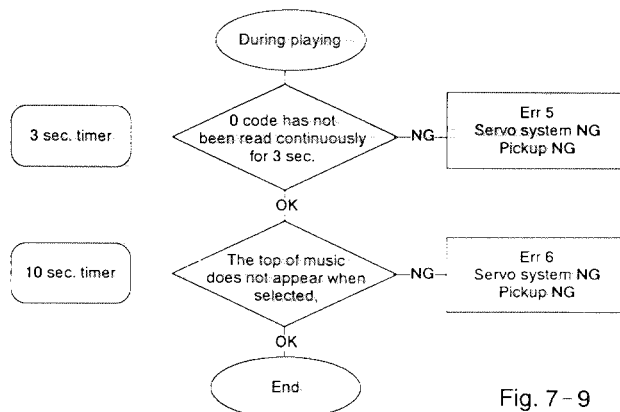 During playing
3 sec. timer
0 code has not
been read continuously
for 3 sec.
NG
Err 5
Servo system NG
Pickup NG
OK
10 sec. timer
The top of music
does not appear when
selected,
NG
Err 6
Servo system NG
Pickup NG
OK
End
Fig. 7-9